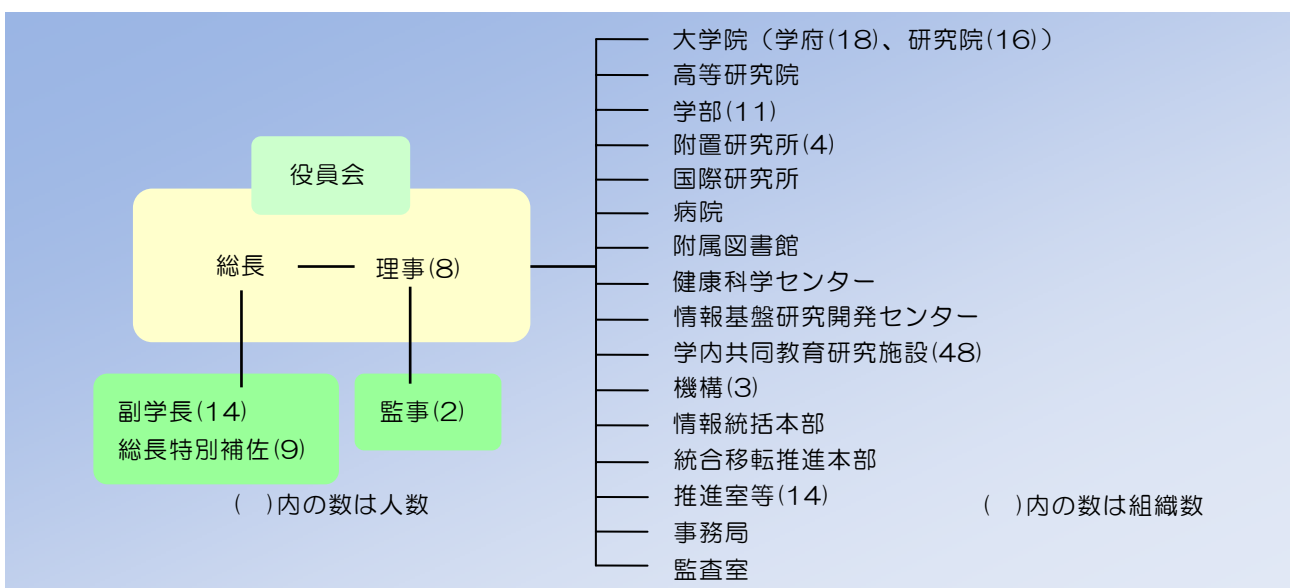 役員会
総長
理事(8)
副学長(14)
総長特別補佐(9)
監事(2)
(　)内の数は人数
大学院（学府(18)、研究院(16)）
高等研究院
学部(11)
附置研究所(4)
国際研究所
病院
附属図書館
健康科学センター
情報基盤研究開発センター
学内共同教育研究施設(48)
機構(3)
情報統括本部
統合移転推進本部
推進室等(14)
事務局
監査室
(　)内の数は組織数